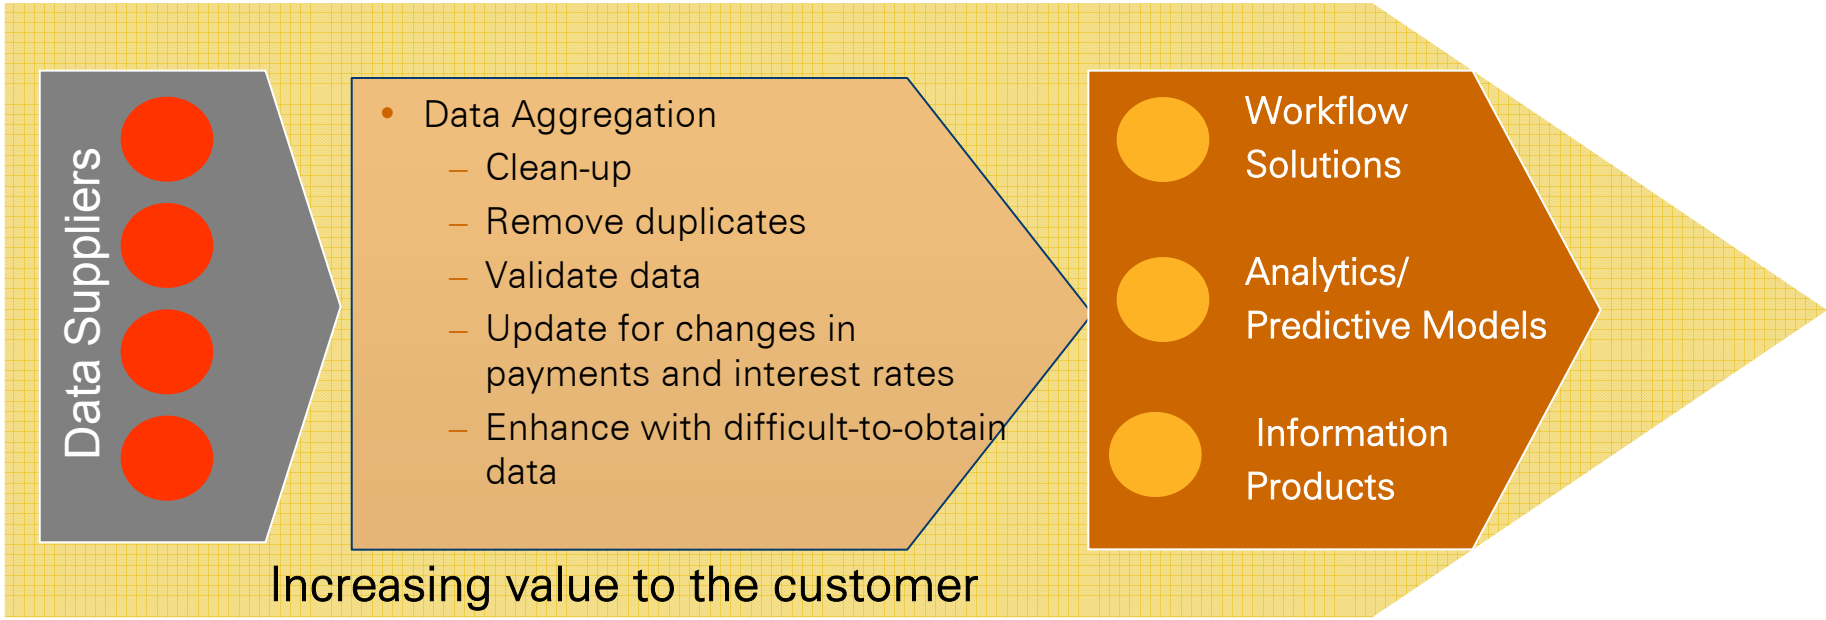 Data Suppliers
• Data Aggregation
– Clean-up
– Remove duplicates
– Validate data
– Update for changes in
payments and interest rates
– Enhance with difficult-to-obtain
data
Workflow
Solutions
Analytics/
Predictive Models
Information
Products
Increasing value to the customer